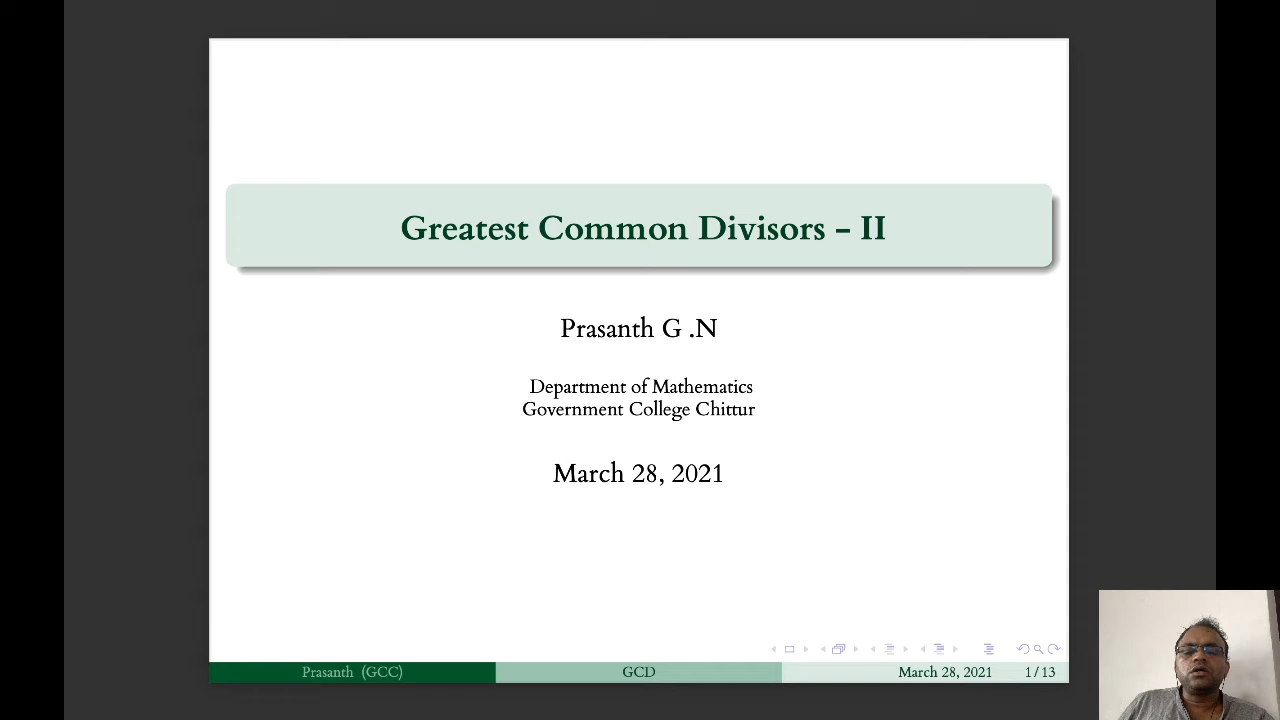 Greatest Common Divisors – II
Prasanth G .N
Department of Mathematics
Government College Chittur
March 28, 2021
Prasanth (GCC)
GCD
March 28, 2021
1 / 13